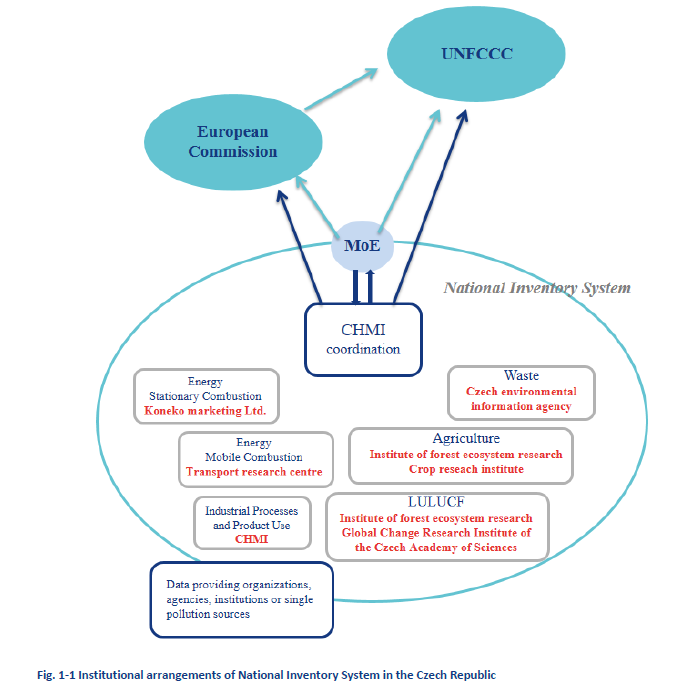 UNFCCC
European
Commission
MoE
National Inventory System
CHMI
coordination
Energy
Stationary Combustion
Koneko marketing Ltd.
Waste
Czech environmental
information agency
Energy
Mobile Combustion
Transport research centre
Agriculture
Institute of forest ecosystem research
Crop reseach institute
Industrial Processes
and Product Use
CHMI
LULUCF
Institute of forest ecosystem research
Global Change Research Institute of
the Czech Academy of Sciences
Data providing organizations,
agencies, institutions or single
pollution sources
Fig. 1-1 Institutional arrangements of National Inventory System in the Czech Republic